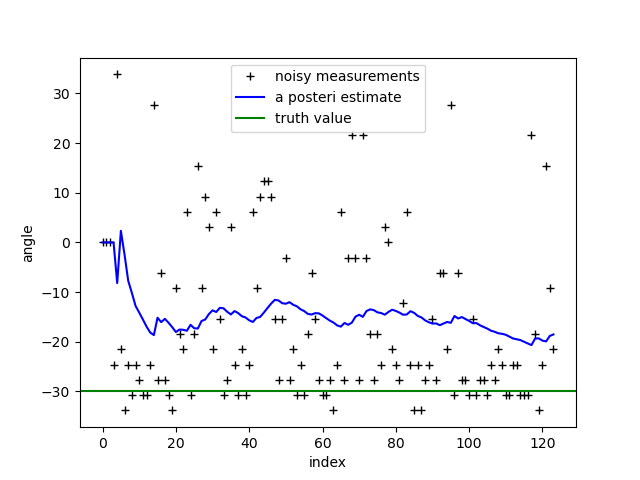 noisy measurements
a posteri estimate
truth value
30
20
10
0
−10
−20
−30
angle
0 20 40 60 80 100 120
index